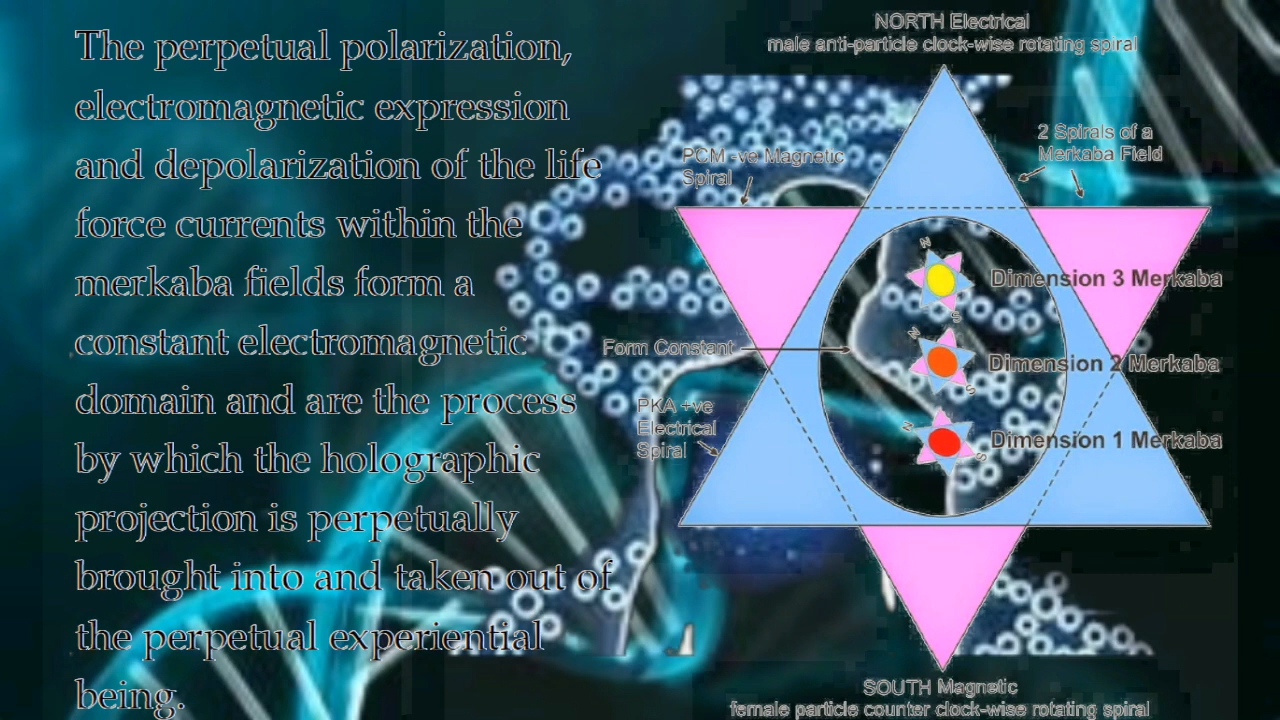 The perpetual polarization,
electromagnetic expression
and depolarization of the life
force currents within the
merkaba fields form a
constant electromagnetic
domain and are the process
by which the holographic
projection is perpetually
brought into and taken out of
the perpetual experiential
being.
NORTH Electrical
male anti-particle clock-wise rotating spiral
2 Spirals of a
Merkaba Field
PCM -ve Magnetic
Spiral
N
Dimension 3 Merkaba
S
N
Form Constant
Dimension 2 Merkaba
S
PKA +ve
Electrical
Spiral
N
Dimension 1 Merkaba
S
SOUTH Magnetic
female particle counter clock-wise rotating spiral